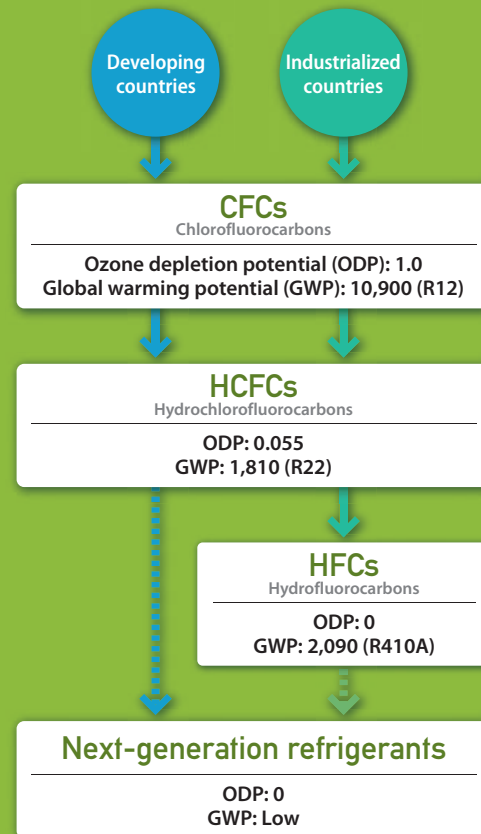 Developing
countries
Industrialized
countries
CFCs
Chlorofluorocarbons
Ozone depletion potential (ODP): 1.0
Global warming potential (GWP): 10,900 (R12)
HCFCs
Hydrochlorofluorocarbons
ODP: 0.055
GWP: 1,810 (R22)
HFCs
Hydrofluorocarbons
ODP: 0
GWP: 2,090 (R410A)
Next-generation refrigerants
ODP: 0
GWP: Low